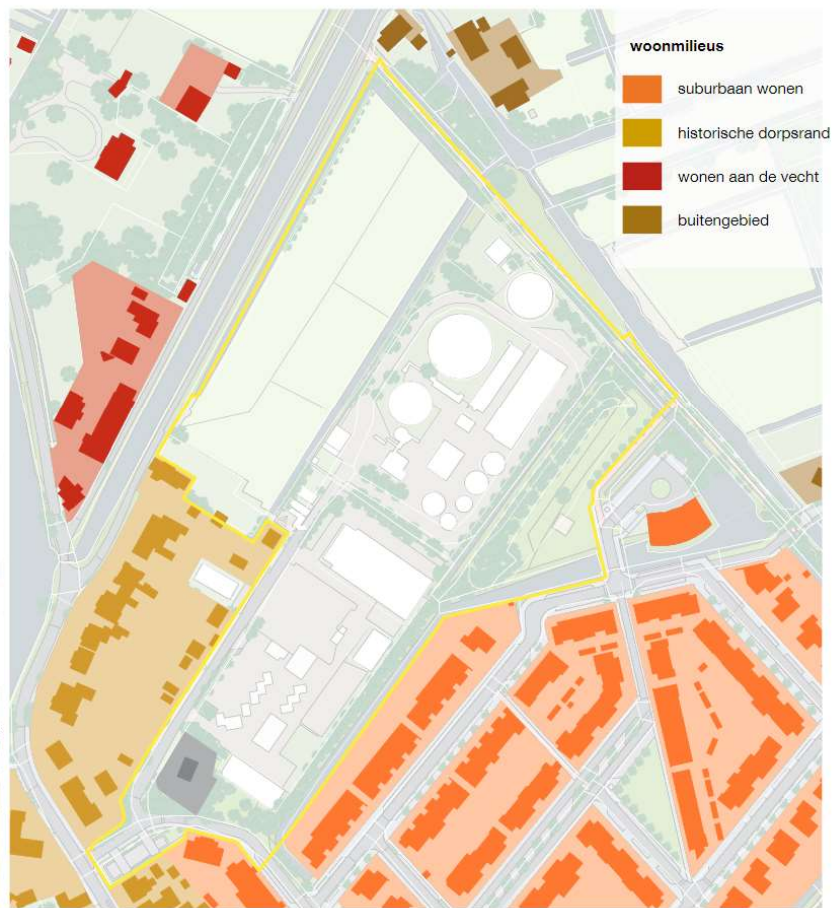 woonmilieus
suburbaan wonen
historische dorpsrand
wonen aan de vecht
buitengebied